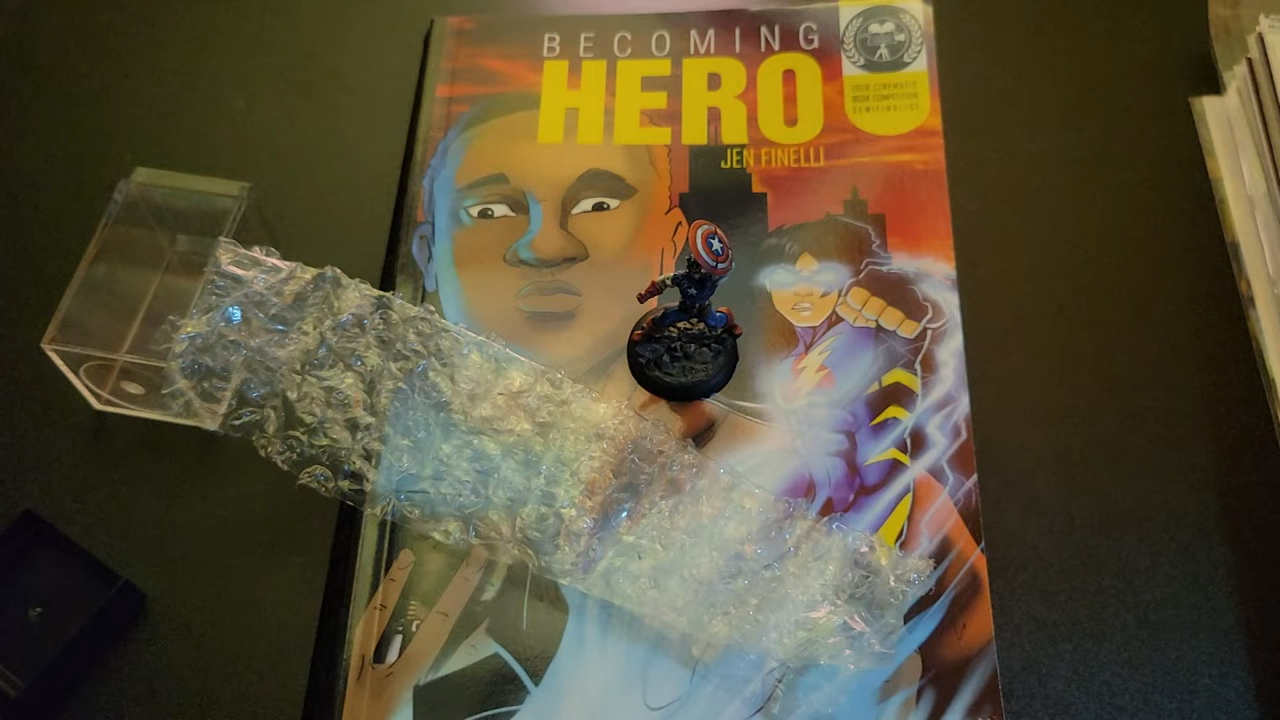 BECOMING
HERO
JEN FINELLI
2018 CINEMATIC
BOOK COMPETITION
SEMIFINALIST